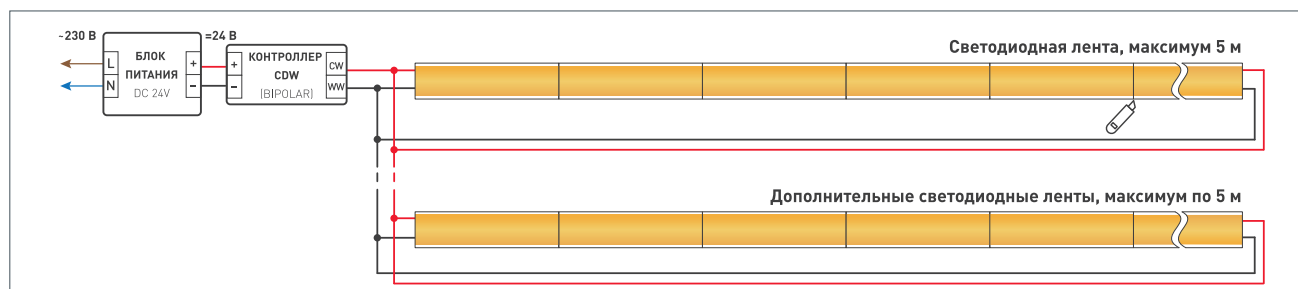 ~230 В
L
N
БЛОК
ПИТАНИЯ
DC 24V
+
−
=24 В
+
−
КОНТРОЛЛЕР
CDW
(BIPOLAR)
CW
WW
Светодиодная лента, максимум 5 м
Дополнительные светодиодные ленты, максимум по 5 м